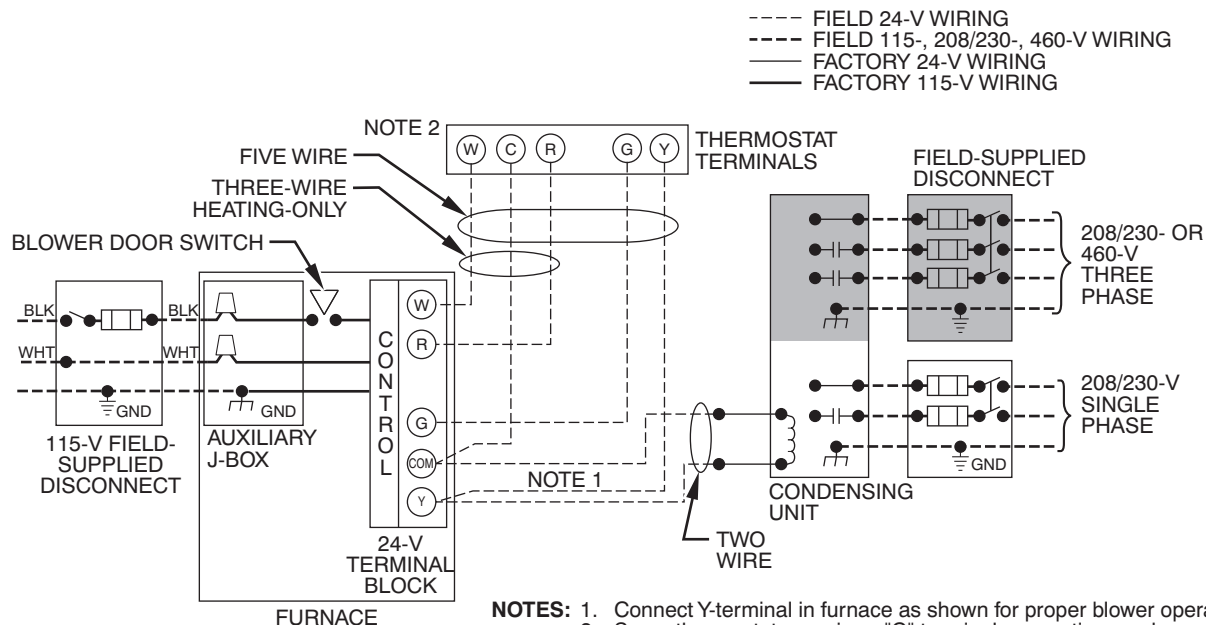 FIELD 24-V WIRING
FIELD 115-, 208/230-, 460-V WIRING
FACTORY 24-V WIRING
FACTORY 115-V WIRING
NOTE 2
W C R G Y
THERMOSTAT
TERMINALS
FIVE WIRE
THREE-WIRE
HEATING-ONLY
BLOWER DOOR SWITCH
FIELD-SUPPLIED
DISCONNECT
208/230- OR
460-V
THREE
PHASE
BLK
BLK
WHT
WHT
GND
GND
115-V FIELD-
SUPPLIED
DISCONNECT
AUXILIARY
J-BOX
CONTROL
W
R
G
COM
Y
NOTE 1
24-V
TERMINAL
BLOCK
FURNACE
TWO
WIRE
CONDENSING
UNIT
208/230-V
SINGLE
PHASE
GND
NOTES: 1. Connect Y-terminal in furnace as shown for proper blower opera